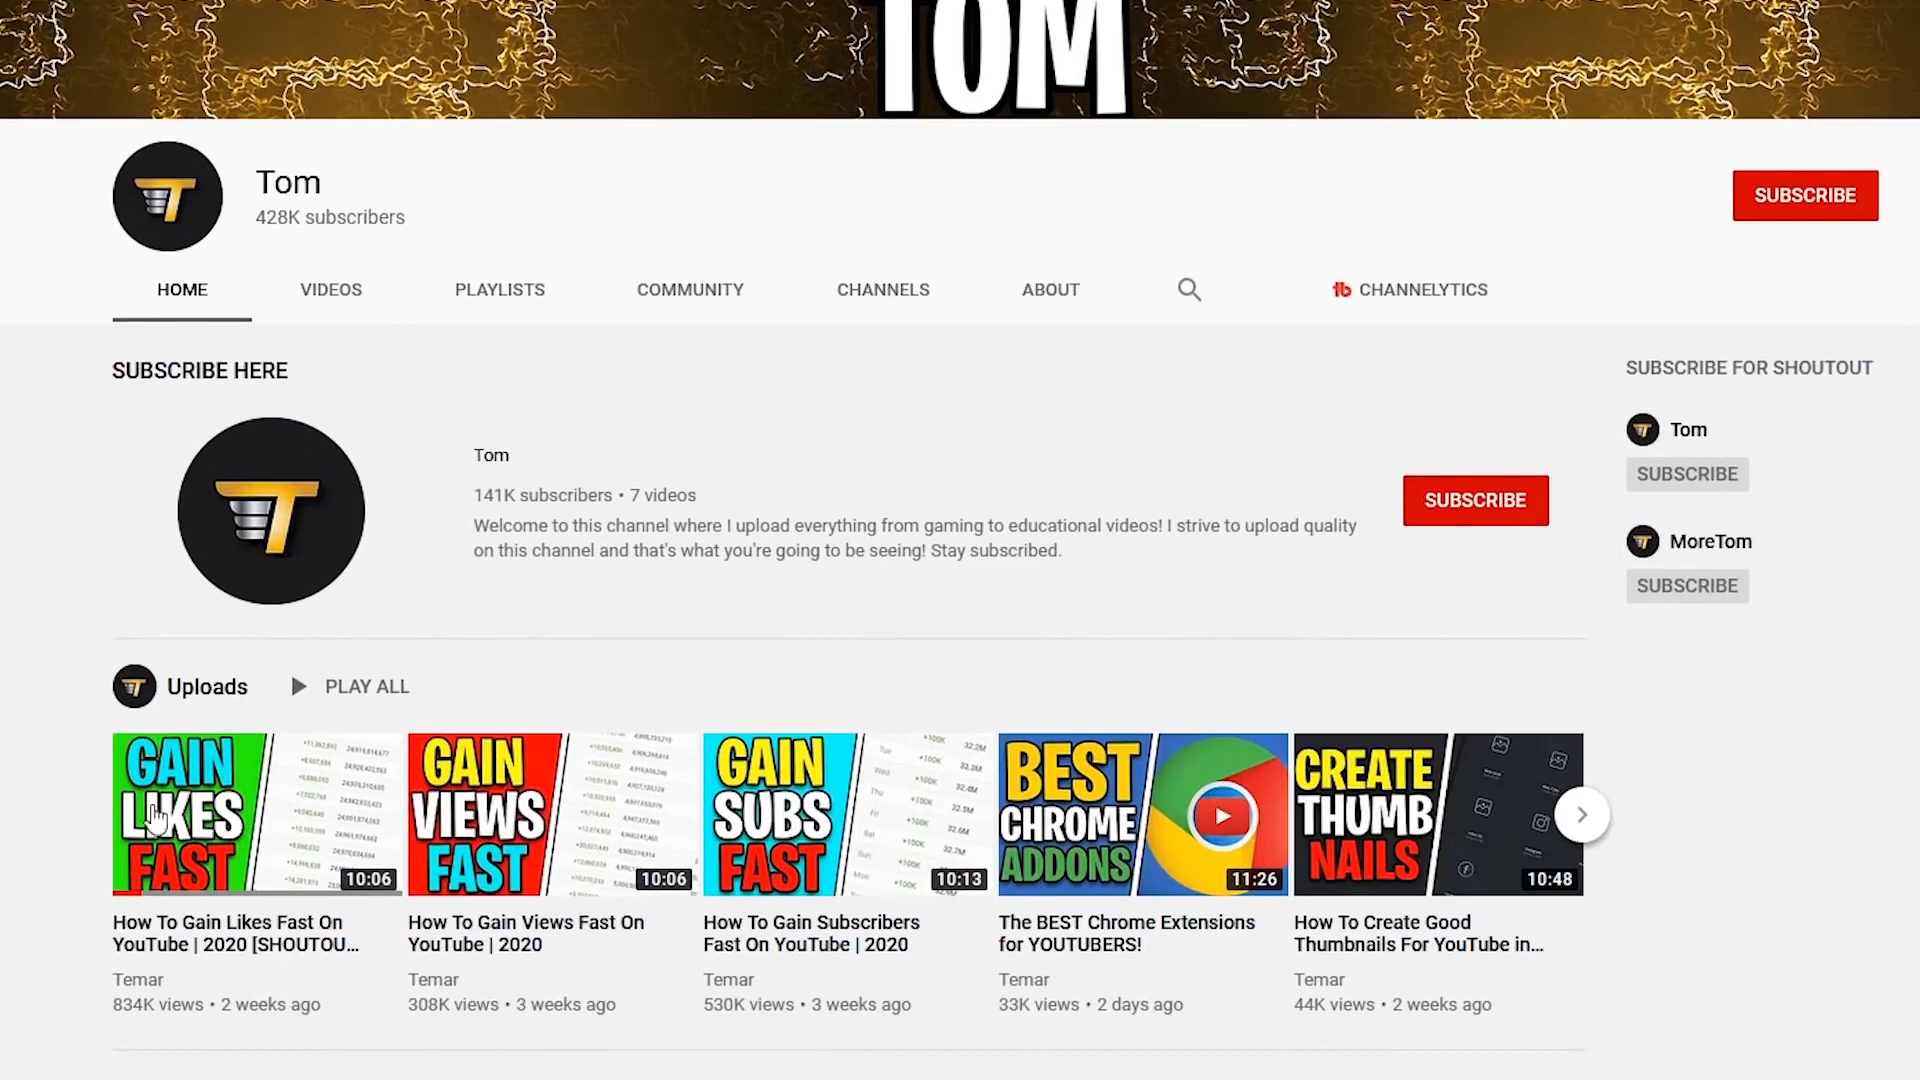 TOM
Tom
428K subscribers
SUBSCRIBE
HOME
VIDEOS
PLAYLISTS
COMMUNITY
CHANNELS
ABOUT
CHANNELYTICS
SUBSCRIBE HERE
Tom
141K subscribers • 7 videos
Welcome to this channel where I upload everything from gaming to educational videos! I strive to upload quality
on this channel and that's what you're going to be seeing! Stay subscribed.
SUBSCRIBE
SUBSCRIBE FOR SHOUTOUT
Tom
SUBSCRIBE
MoreTom
SUBSCRIBE
Uploads
PLAY ALL
GAIN
LIKES
FAST
10:06
How To Gain Likes Fast On
YouTube | 2020 [SHOUTOU...
Temar
834K views • 2 weeks ago
GAIN
VIEWS
FAST
10:06
How To Gain Views Fast On
YouTube | 2020
Temar
308K views • 3 weeks ago
GAIN
SUBS
FAST
10:13
How To Gain Subscribers
Fast On YouTube | 2020
Temar
530K views • 3 weeks ago
BEST
CHROME
ADDONS
11:26
The BEST Chrome Extensions
for YOUTUBERS!
Temar
33K views • 2 days ago
CREATE
THUMB
NAILS
10:48
How To Create Good
Thumbnails For YouTube in...
Temar
44K views • 2 weeks ago